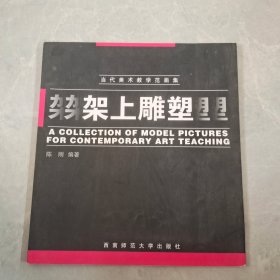 当代美术教学范画集
架上雕塑
A COLLECTION OF MODEL PICTURES
FOR CONTEMPORARY ART TEACHING
陈 刚 编著
西南师范大学出版社